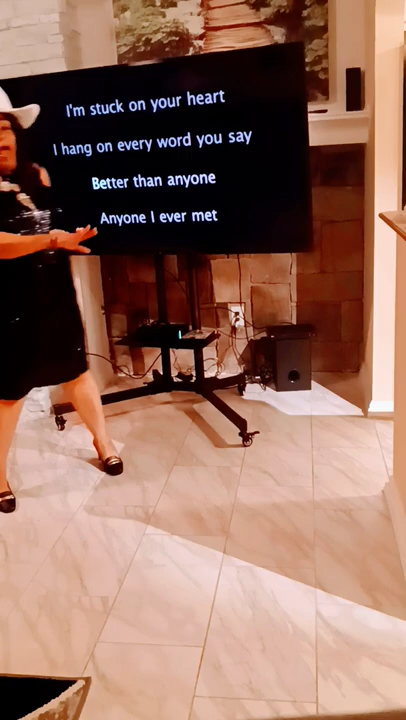 I'm stuck on your heart
I hang on every word you say
Better than anyone
Anyone I ever met